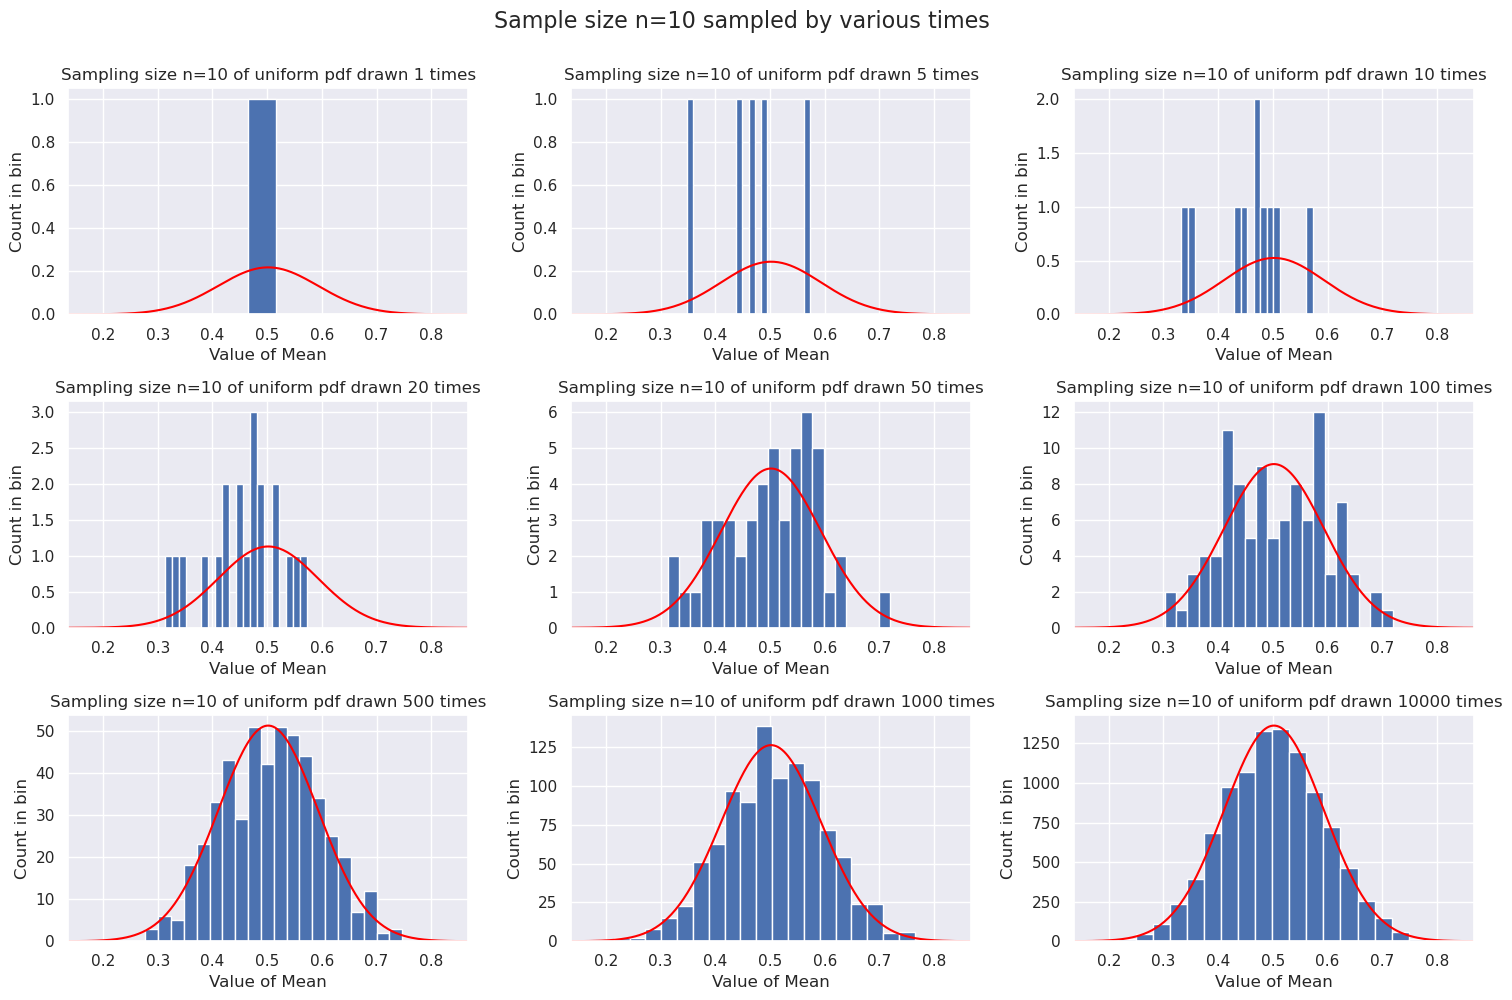 Sample size n=10 sampled by various times
Sampling size n=10 of uniform pdf drawn 1 times
Count in bin
1.0
0.8
0.6
0.4
0.2
0.0
0.2 0.3 0.4 0.5 0.6 0.7 0.8
Value of Mean
Sampling size n=10 of uniform pdf drawn 5 times
Count in bin
1.0
0.8
0.6
0.4
0.2
0.0
0.2 0.3 0.4 0.5 0.6 0.7 0.8
Value of Mean
Sampling size n=10 of uniform pdf drawn 10 times
Count in bin
2.0
1.5
1.0
0.5
0.0
0.2 0.3 0.4 0.5 0.6 0.7 0.8
Value of Mean
Sampling size n=10 of uniform pdf drawn 20 times
Count in bin
3.0
2.5
2.0
1.5
1.0
0.5
0.0
0.2 0.3 0.4 0.5 0.6 0.7 0.8
Value of Mean
Sampling size n=10 of uniform pdf drawn 50 times
Count in bin
6
5
4
3
2
1
0
0.2 0.3 0.4 0.5 0.6 0.7 0.8
Value of Mean
Sampling size n=10 of uniform pdf drawn 100 times
Count in bin
12
10
8
6
4
2
0
0.2 0.3 0.4 0.5 0.6 0.7 0.8
Value of Mean
Sampling size n=10 of uniform pdf drawn 500 times
Count in bin
50
40
30
20
10
0
0.2 0.3 0.4 0.5 0.6 0.7 0.8
Value of Mean
Sampling size n=10 of uniform pdf drawn 1000 times
Count in bin
125
100
75
50
25
0
0.2 0.3 0.4 0.5 0.6 0.7 0.8
Value of Mean
Sampling size n=10 of uniform pdf drawn 10000 times
Count in bin
1250
1000
750
500
250
0
0.2 0.3 0.4 0.5 0.6 0.7 0.8
Value of Mean